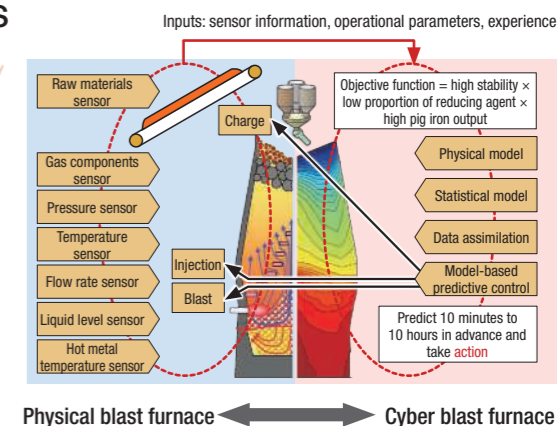 s
Inputs: sensor information, operational parameters, experience
Raw materials
sensor
Charge
Gas components
sensor
Pressure sensor
Temperature
sensor
Flow rate sensor
Liquid level sensor
Hot metal
temperature sensor
Injection
Blast
Objective function = high stability ×
low proportion of reducing agent ×
high pig iron output
Physical model
Statistical model
Data assimilation
Model-based
predictive control
Predict 10 minutes to
10 hours in advance and
take action
Physical blast furnace
Cyber blast furnace